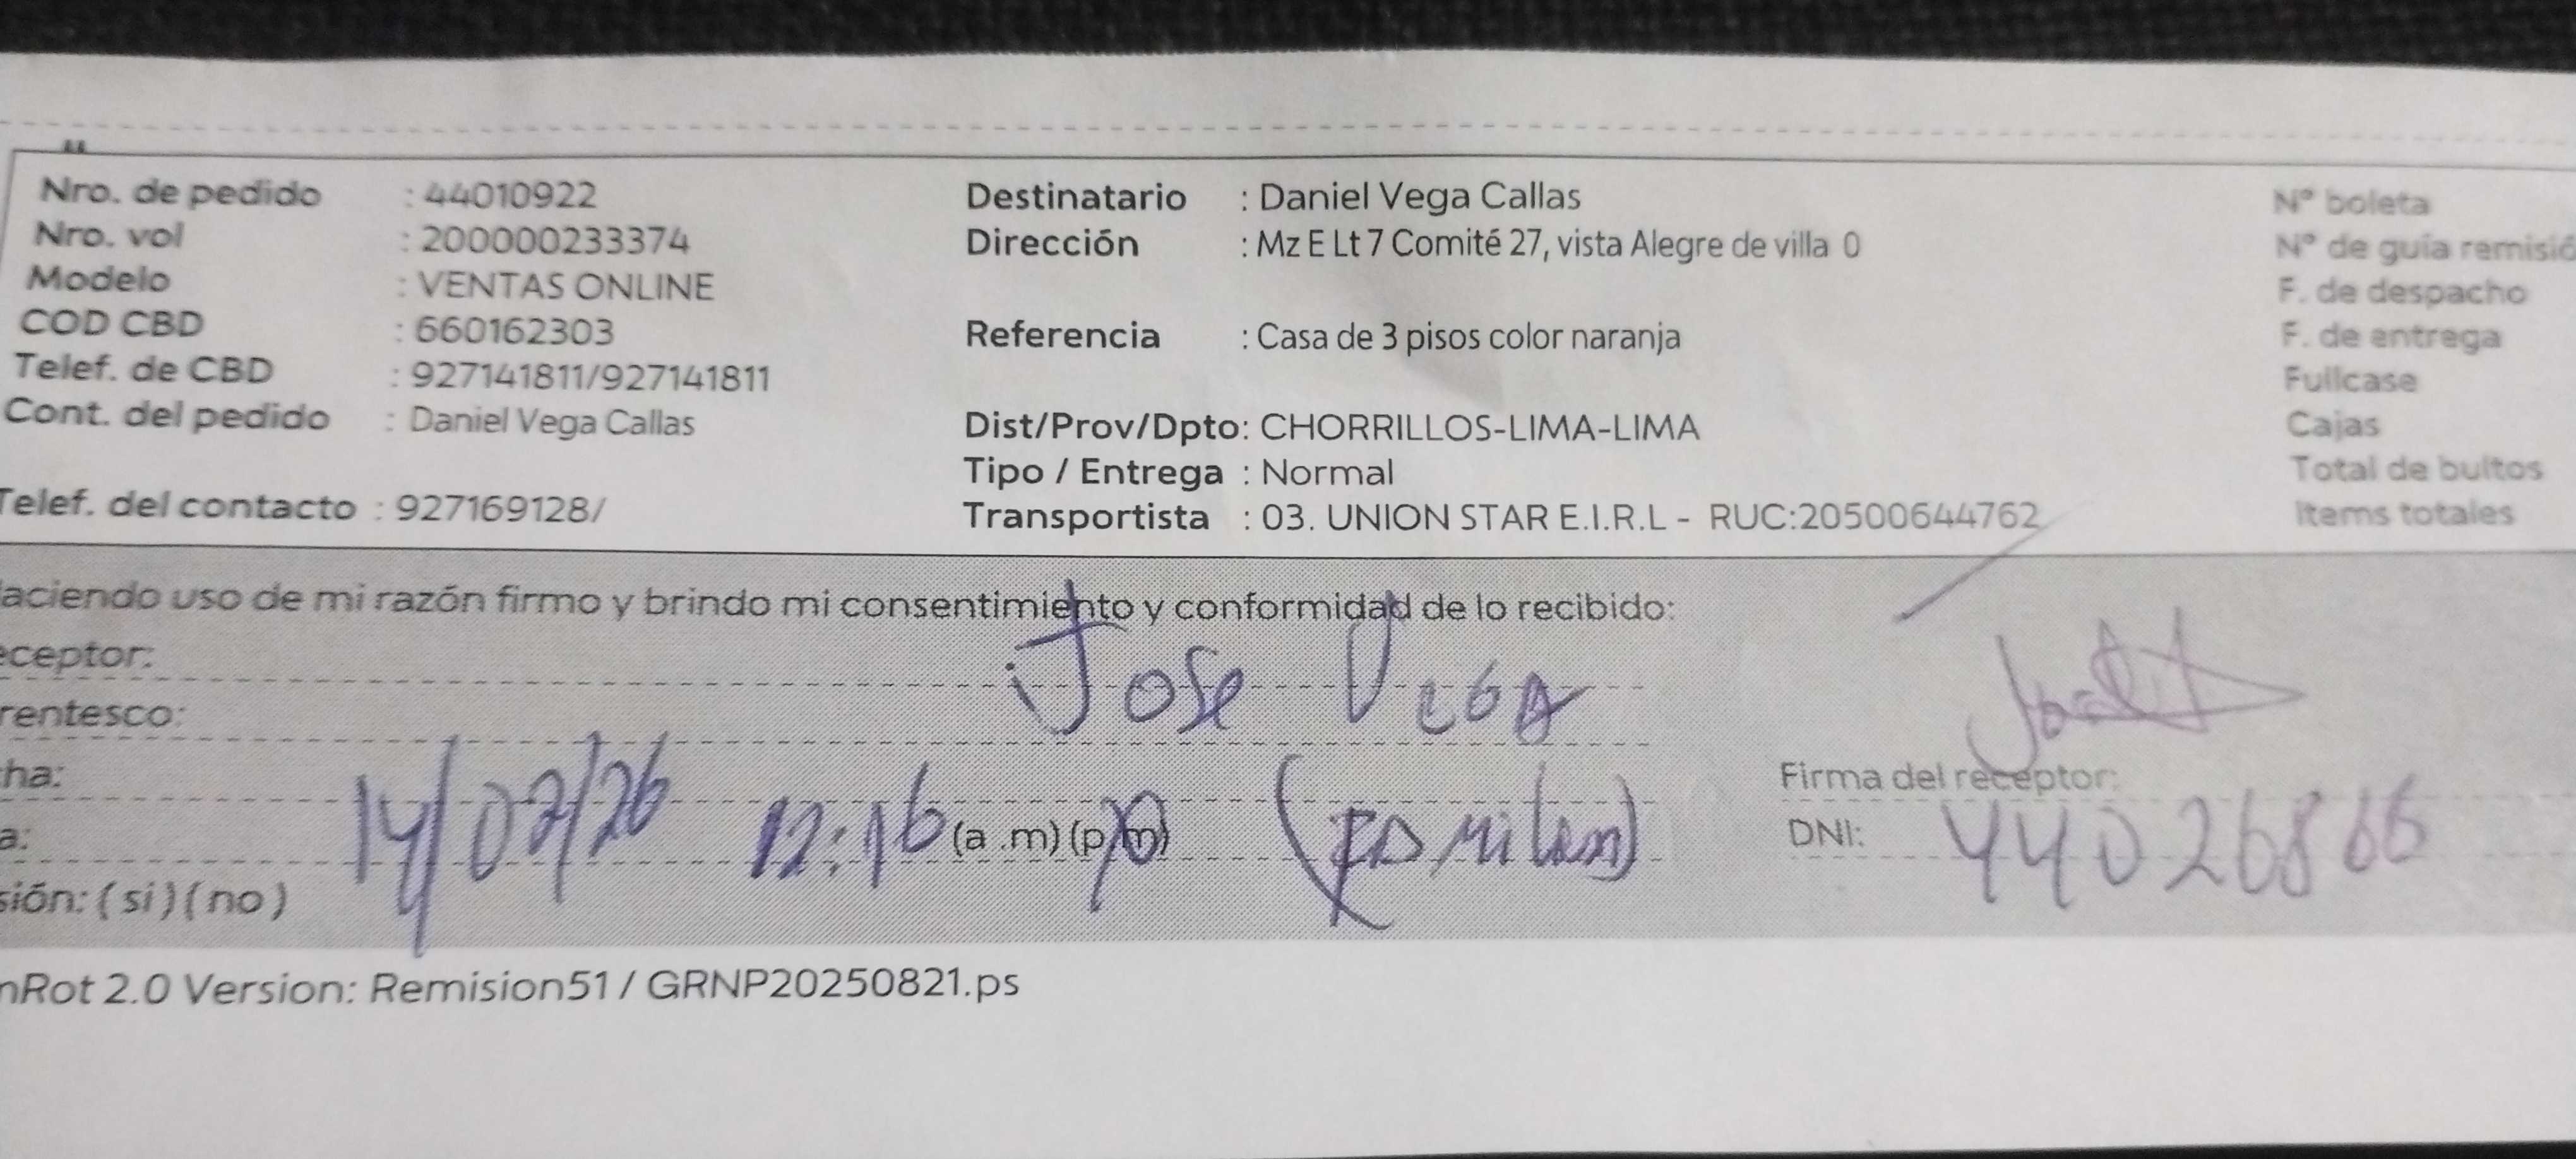 Nro. de pedido : 44010922
Nro. vol : 200000233374
Modelo : VENTAS ONLINE
COD CBD : 660162303
Telef. de CBD : 927141811/927141811
Cont. del pedido : Daniel Vega Callas
Telef. del contacto : 927169128/
Destinatario : Daniel Vega Callas
Dirección : Mz E Lt 7 Comité 27, vista Alegre de villa 0
Referencia : Casa de 3 pisos color naranja
Dist/Prov/Dpto: CHORRILLOS-LIMA-LIMA
Tipo / Entrega : Normal
Transportista : 03. UNION STAR E.I.R.L - RUC:20500644762
N° boleta
N° de guía remisió
F. de despacho
F. de entrega
Fullcase
Cajas
Total de bultos
Items totales
aciendo uso de mi razón firmo y brindo mi consentimiento y conformidad de lo recibido:
eceptor: Jose Vega
rentesco:
ha: 14/02/26
a: 12:16 (a .m) (p.m)
sión: ( si ) ( no )
Firma del receptor:
DNI: 44026866
nRot 2.0 Version: Remision51 / GRNP20250821.ps